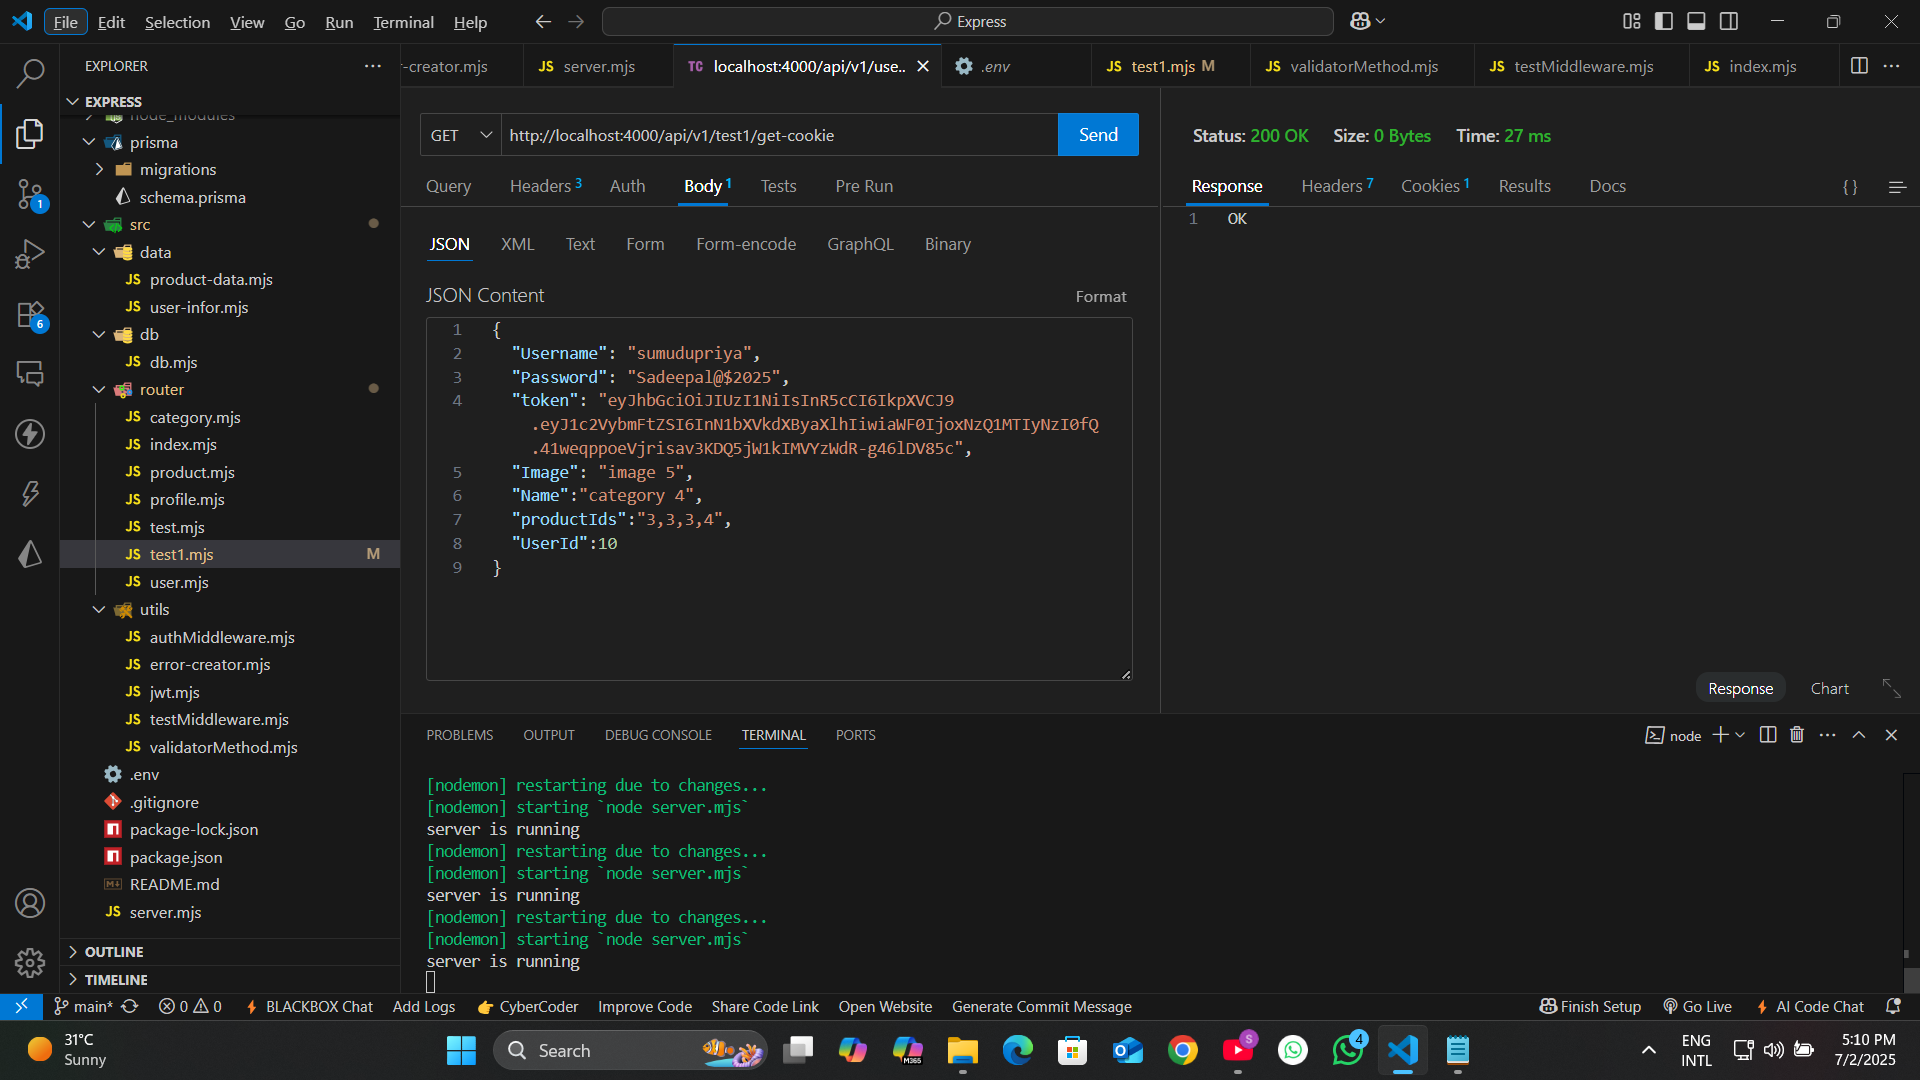 File Edit Selection View Go Run Terminal Help
Express
EXPLORER
r-creator.mjs
JS server.mjs
TC localhost:4000/api/v1/use..
.env
JS test1.mjs M
JS validatorMethod.mjs
JS testMiddleware.mjs
JS index.mjs
EXPRESS
node_modules
prisma
migrations
schema.prisma
src
data
JS product-data.mjs
JS user-infor.mjs
db
JS db.mjs
router
JS category.mjs
JS index.mjs
JS product.mjs
JS profile.mjs
JS test.mjs
JS test1.mjs M
JS user.mjs
utils
JS authMiddleware.mjs
JS error-creator.mjs
JS jwt.mjs
JS testMiddleware.mjs
JS validatorMethod.mjs
.env
.gitignore
package-lock.json
package.json
README.md
JS server.mjs
OUTLINE
TIMELINE
1
6
GET http://localhost:4000/api/v1/test1/get-cookie Send
Query Headers 3 Auth Body 1 Tests Pre Run
JSON XML Text Form Form-encode GraphQL Binary
JSON Content Format
1 {
2 "Username": "sumudupriya",
3 "Password": "Sadeepal@$2025",
4 "token": "eyJhbGciOiJIUzI1NiIsInR5cCI6IkpXVCJ9
.eyJ1c2VybmFtZSI6InN1bXVkdXByaXlhIiwiaWF0IjoxNzQ1MTIyNzI0fQ
.41weqppoeVjrisav3KDQ5jW1kIMVYzWdR-g46lDV85c",
5 "Image": "image 5",
6 "Name":"category 4",
7 "productIds":"3,3,3,4",
8 "UserId":10
9 }
Status: 200 OK Size: 0 Bytes Time: 27 ms
Response Headers 7 Cookies 1 Results Docs { }
1 OK
Response Chart
PROBLEMS OUTPUT DEBUG CONSOLE TERMINAL PORTS
node
[nodemon] restarting due to changes...
[nodemon] starting `node server.mjs`
server is running
[nodemon] restarting due to changes...
[nodemon] starting `node server.mjs`
server is running
[nodemon] restarting due to changes...
[nodemon] starting `node server.mjs`
server is running
main* 0 0 BLACKBOX Chat Add Logs CyberCoder Improve Code Share Code Link Open Website Generate Commit Message
Finish Setup Go Live AI Code Chat
31°C
Sunny
Search
M365
S
4
ENG
INTL
5:10 PM
7/2/2025